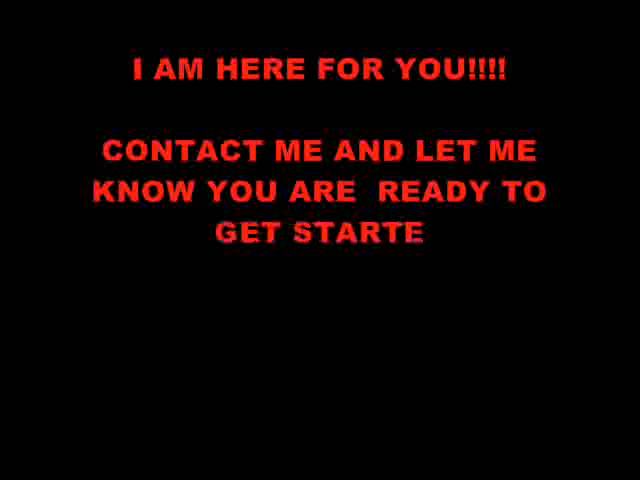 I AM HERE FOR YOU!!!!
CONTACT ME AND LET ME
KNOW YOU ARE  READY TO
GET STARTE